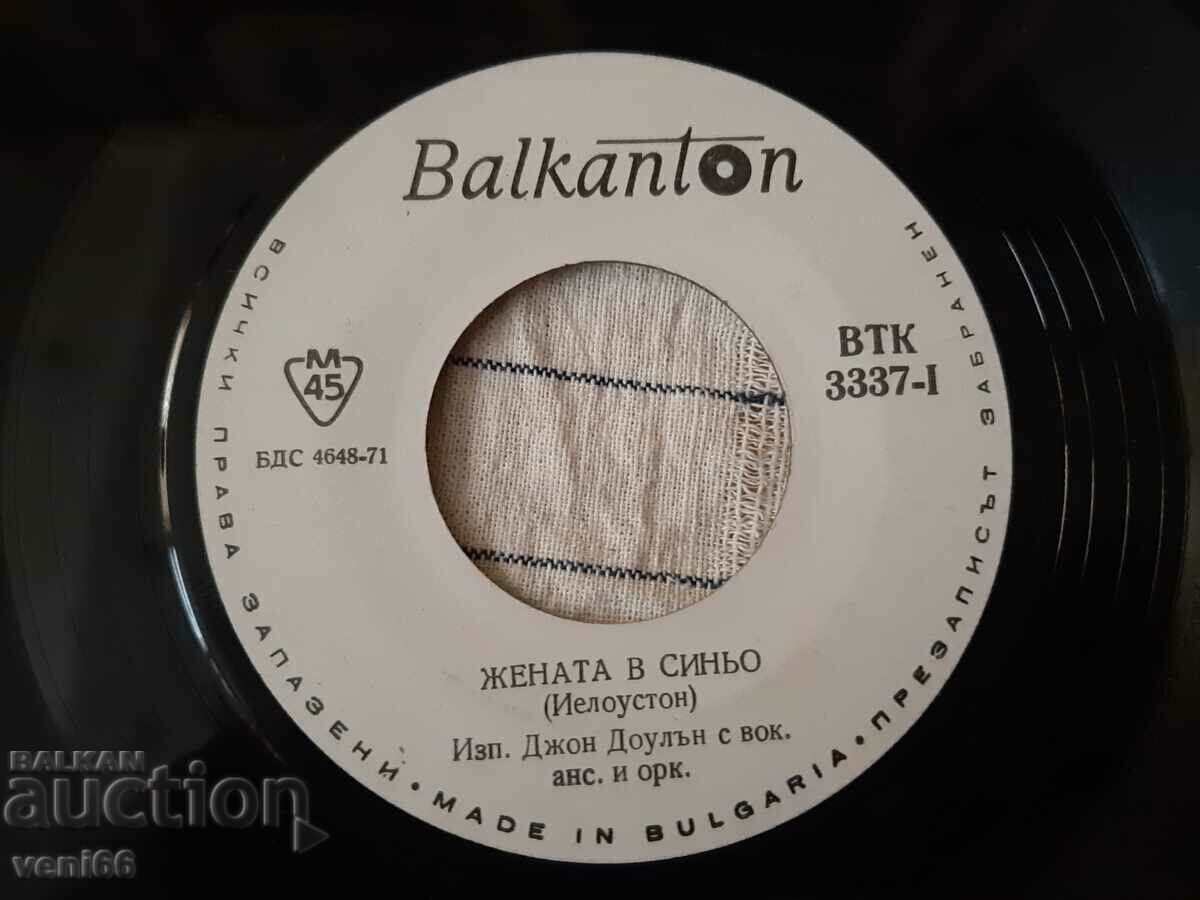 Balkanton
ВСИЧКИ ПРАВА ЗАПАЗЕНИ • MADE IN BULGARIA • ПРЕЗАПИСЪТ ЗАБРАНЕН
М
45
БДС 4648-71
ВТК
3337-I
ЖЕНАТА В СИНЬО
(Иелоустон)
Изп. Джон Доулън с вок.
анс. и орк.
BALKAN
auction
veni66